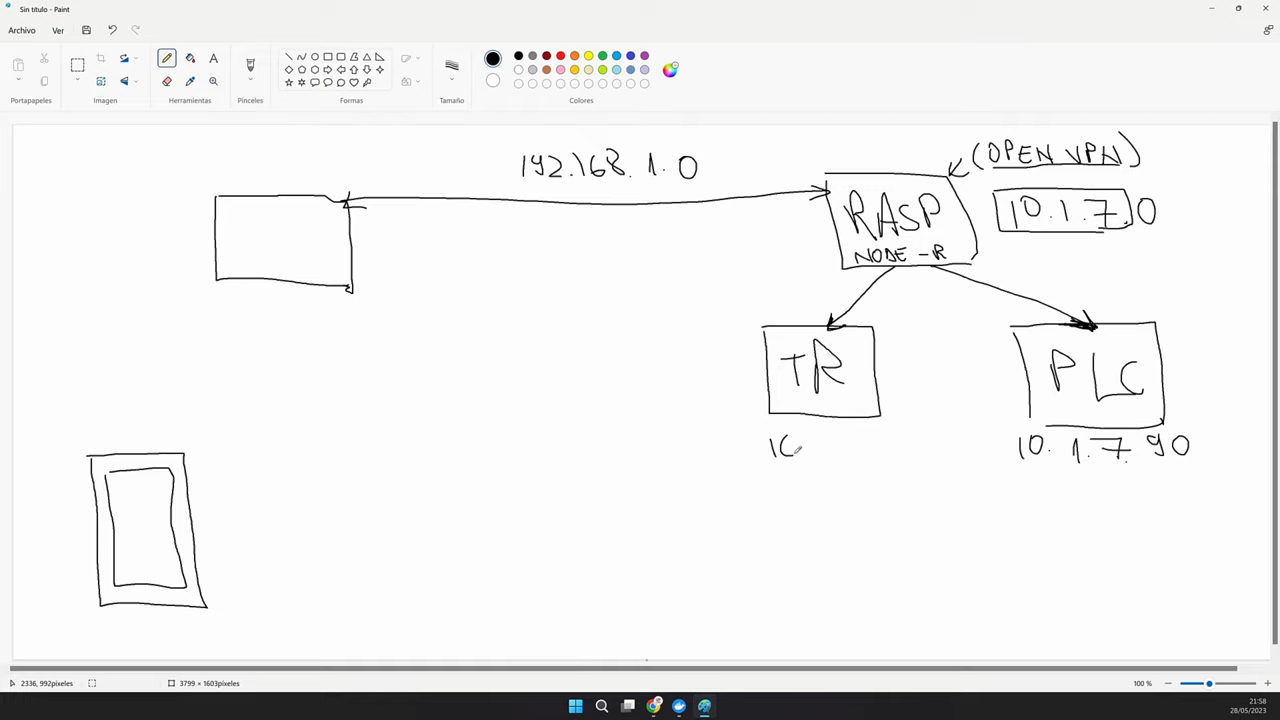 Sin título - Paint
Archivo Ver
Portapapeles Imagen Herramientas Pinceles Formas Tamaño Colores
192.168.1.0
(OPEN VPN)
RASP
NODE-R
10.1.7.0
TR
PLC
10
10.1.7.90
2336, 992píxeles 3799 × 1603píxeles 100 %
21:58
28/05/2023